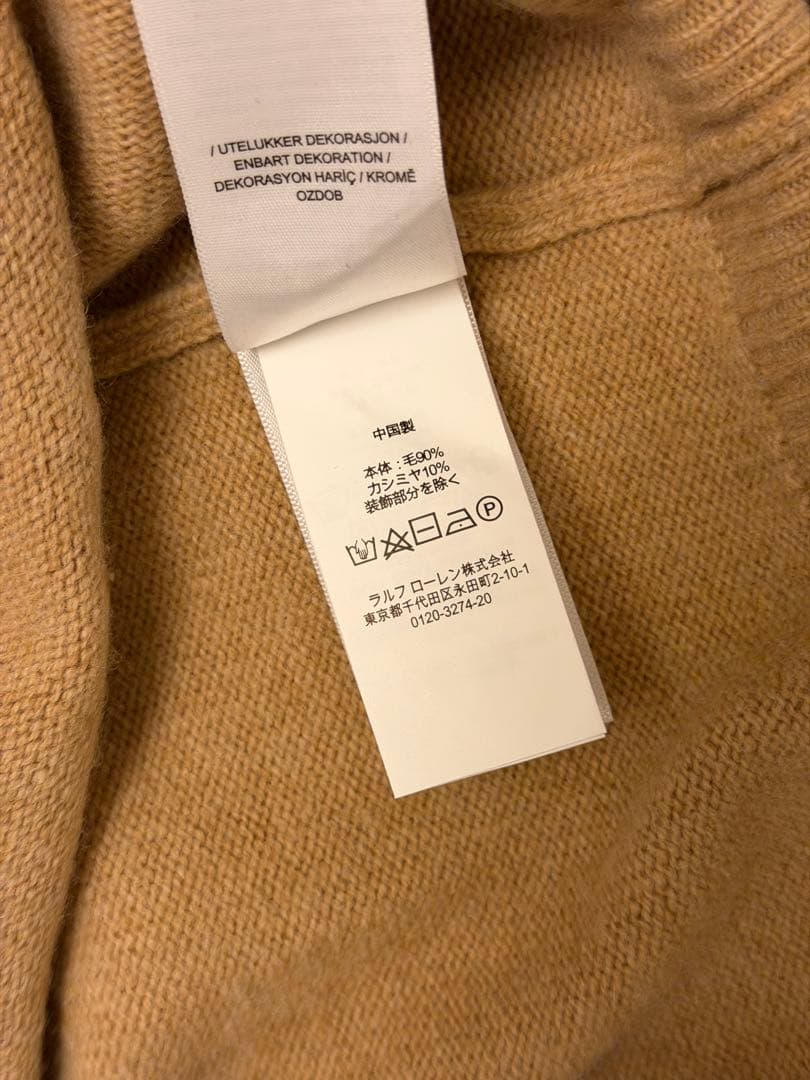 / UTELUKKER DEKORASJON /
ENBART DEKORATION /
DEKORASYON HARİÇ / KROMĚ
OZDOB
中国製
本体：毛90%
カシミヤ10%
装飾部分を除く
P
ラルフ ローレン株式会社
東京都千代田区永田町2-10-1
0120-3274-20